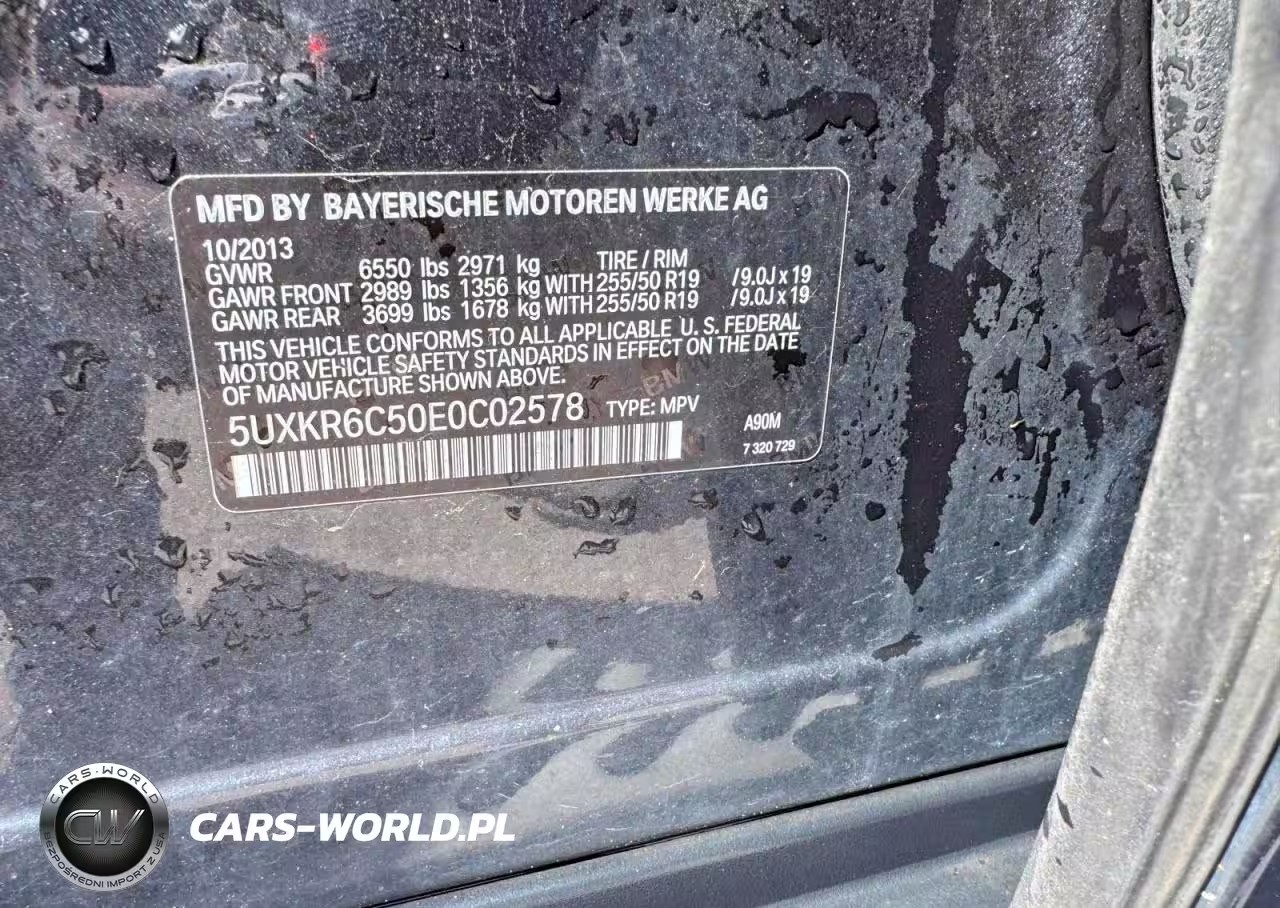 MFD BY BAYERISCHE MOTOREN WERKE AG
10/2013
GVWR 6550 lbs 2971 kg TIRE / RIM
GAWR FRONT 2989 lbs 1356 kg WITH 255/50 R19 /9.0J x 19
GAWR REAR 3699 lbs 1678 kg WITH 255/50 R19 /9.0J x 19
THIS VEHICLE CONFORMS TO ALL APPLICABLE U. S. FEDERAL
MOTOR VEHICLE SAFETY STANDARDS IN EFFECT ON THE DATE
OF MANUFACTURE SHOWN ABOVE.
5UXKR6C50E0C02578 TYPE: MPV A90M
7 320 729
CARS-WORLD
CW
BEZPOŚREDNI IMPORT Z USA
CARS-WORLD.PL